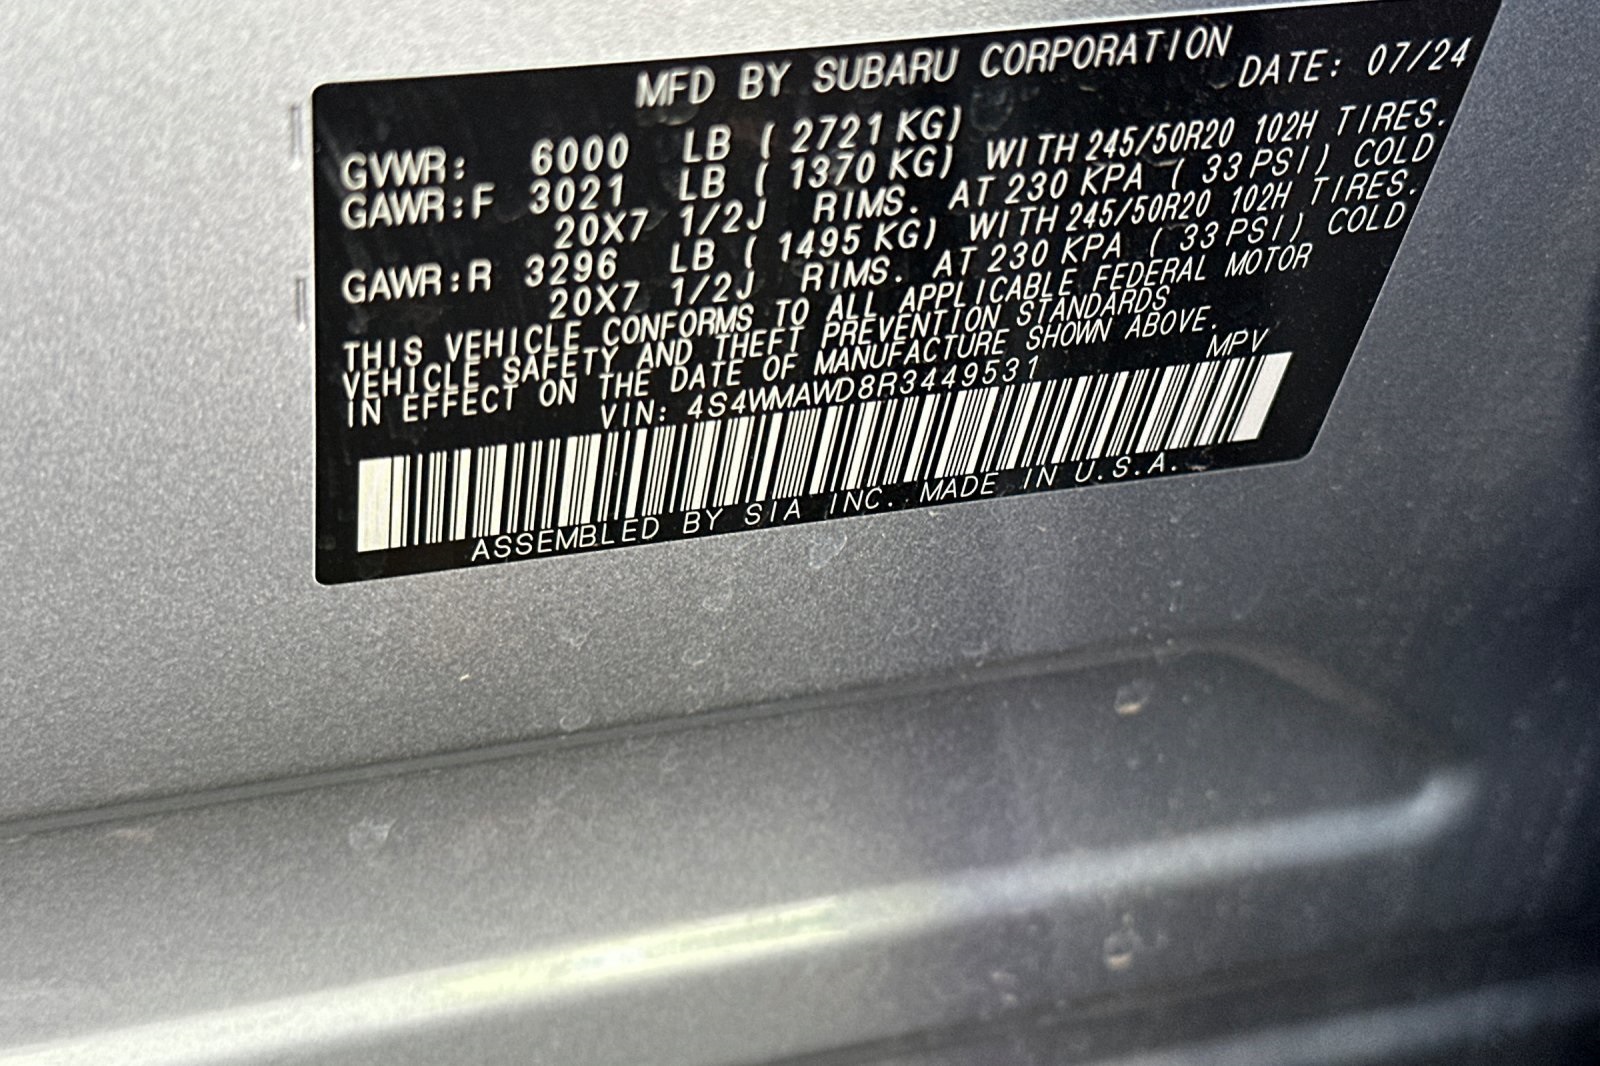 MFD BY SUBARU CORPORATION DATE: 07/24
GVWR: 6000 LB ( 2721 KG)
GAWR:F 3021 LB ( 1370 KG) WITH 245/50R20 102H TIRES.
20X7 1/2J RIMS. AT 230 KPA ( 33 PSI) COLD
GAWR:R 3296 LB ( 1495 KG) WITH 245/50R20 102H TIRES.
20X7 1/2J RIMS. AT 230 KPA ( 33 PSI) COLD
THIS VEHICLE CONFORMS TO ALL APPLICABLE FEDERAL MOTOR
VEHICLE SAFETY AND THEFT PREVENTION STANDARDS
IN EFFECT ON THE DATE OF MANUFACTURE SHOWN ABOVE.
VIN: 4S4WMAWD8R3449531 MPV
ASSEMBLED BY SIA INC. MADE IN U.S.A.